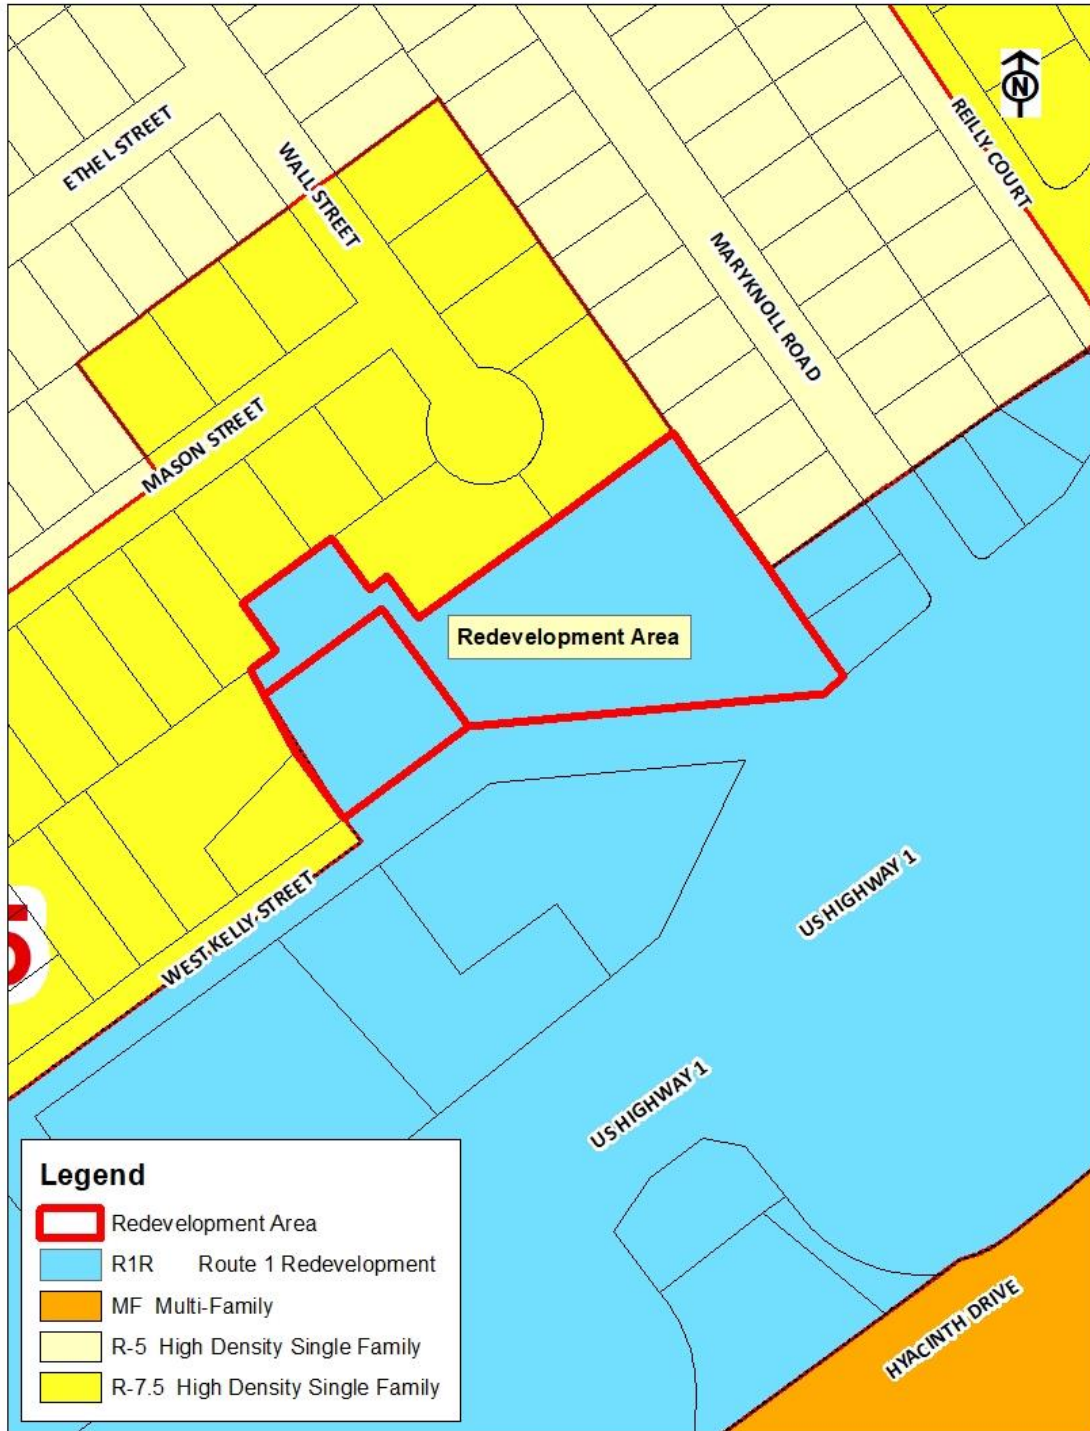 N
ETHEL STREET
WALL STREET
REILLY COURT
MARYKNOLL ROAD
MASON STREET
Redevelopment Area
US HIGHWAY 1
WEST KELLY STREET
5
US HIGHWAY 1
HYACINTH DRIVE
Legend
Redevelopment Area
R1R Route 1 Redevelopment
MF Multi-Family
R-5 High Density Single Family
R-7.5 High Density Single Family